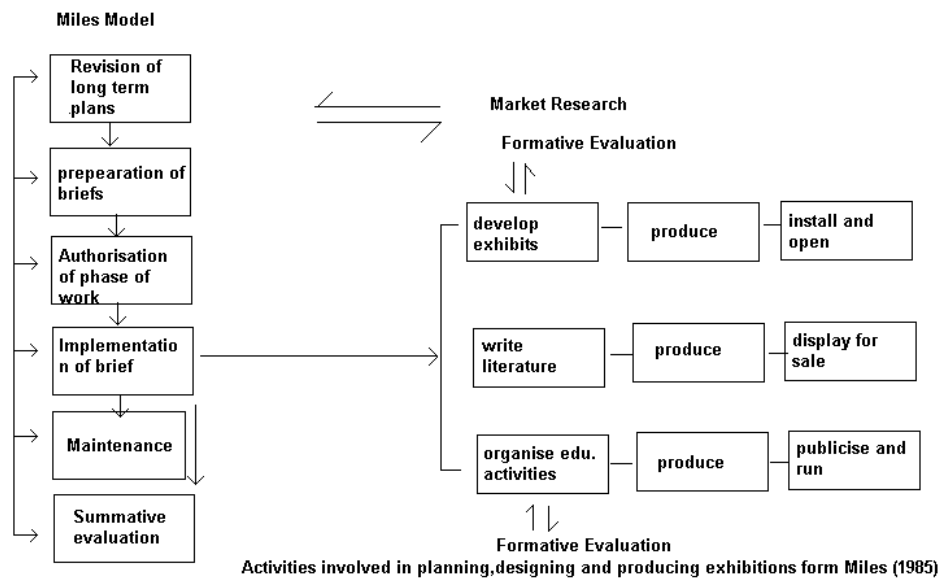 Miles Model
Revision of
long term
plans
prepearation of
briefs
Authorisation
of phase of
work
Implementatio
n of brief
Maintenance
Summative
evaluation
Market Research
Formative Evaluation
develop
exhibits
produce
install and
open
write
literature
produce
display for
sale
organise edu.
activities
produce
publicise and
run
Formative Evaluation
Activities involved in planning,designing and producing exhibitions form Miles (1985)